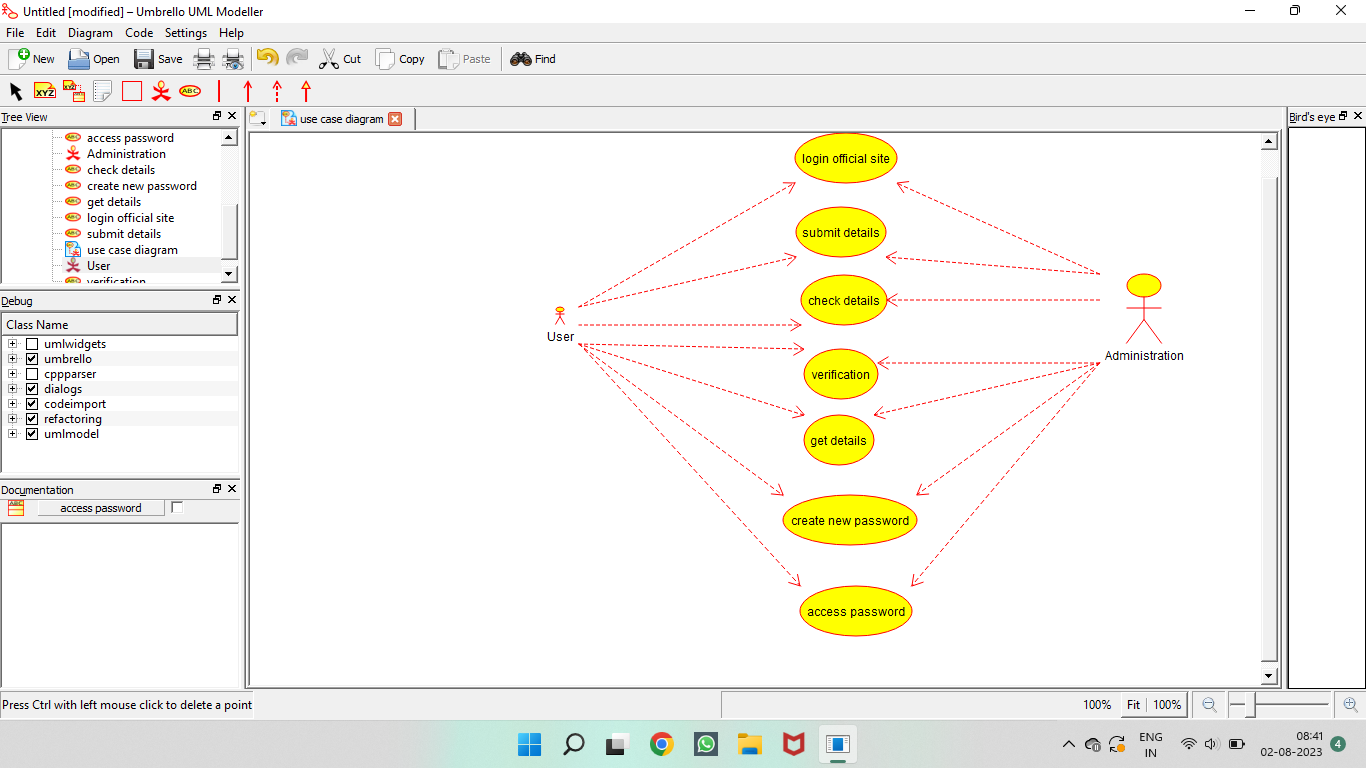 Untitled [modified] – Umbrello UML Modeller
File Edit Diagram Code Settings Help
New Open Save Cut Copy Paste Find
XYZ XYZ ABC
Tree View
use case diagram
Bird's eye
access password
Administration
check details
create new password
get details
login official site
submit details
use case diagram
User
verification
Debug
Class Name
umlwidgets
umbrello
cppparser
dialogs
codeimport
refactoring
umlmodel
Documentation
access password
login official site
submit details
check details
User
Administration
verification
get details
create new password
access password
Press Ctrl with left mouse click to delete a point
100% Fit 100%
ENG
IN
08:41
02-08-2023
4